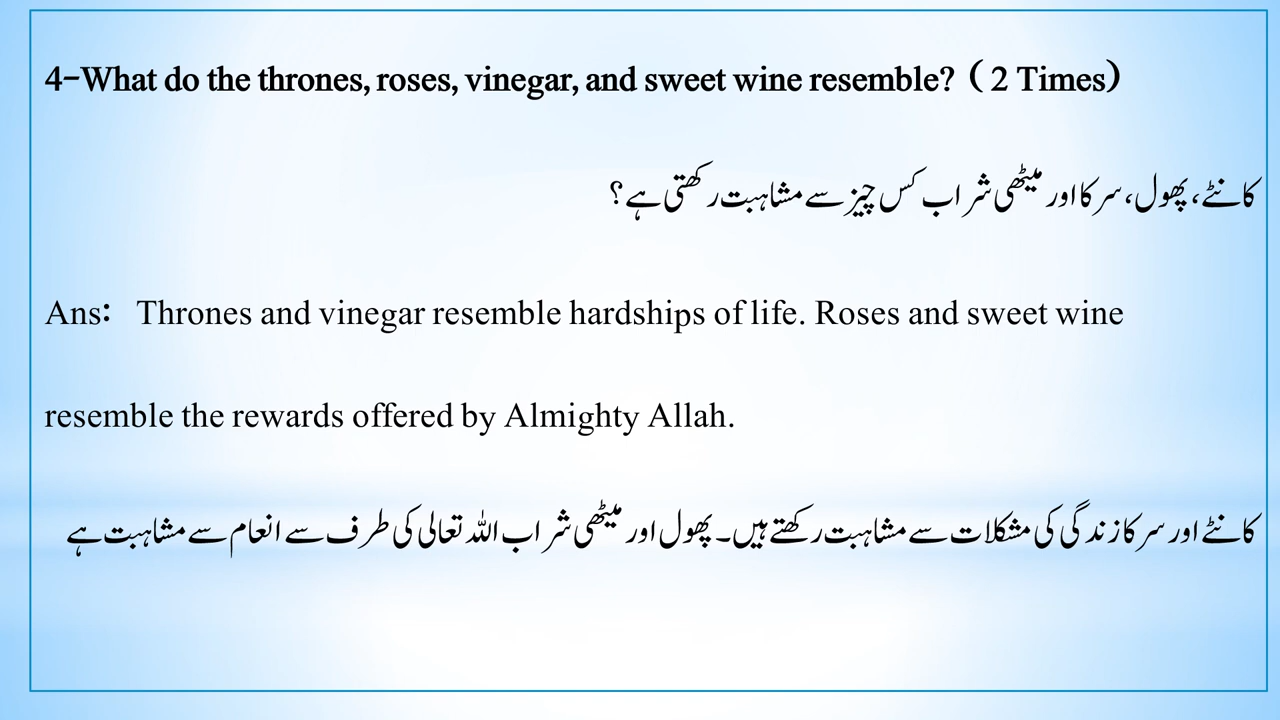 4-What do the thrones, roses, vinegar, and sweet wine resemble? ( 2 Times)
کانٹے، پھول، سرکا اور میٹھی شراب کس چیز سے مشابہت رکھتی ہے؟
Ans: Thrones and vinegar resemble hardships of life. Roses and sweet wine
resemble the rewards offered by Almighty Allah.
کانٹے اور سرکا زندگی کی مشکلات سے مشابہت رکھتے ہیں۔ پھول اور میٹھی شراب اللہ تعالی کی طرف سے انعام سے مشابہت ہے